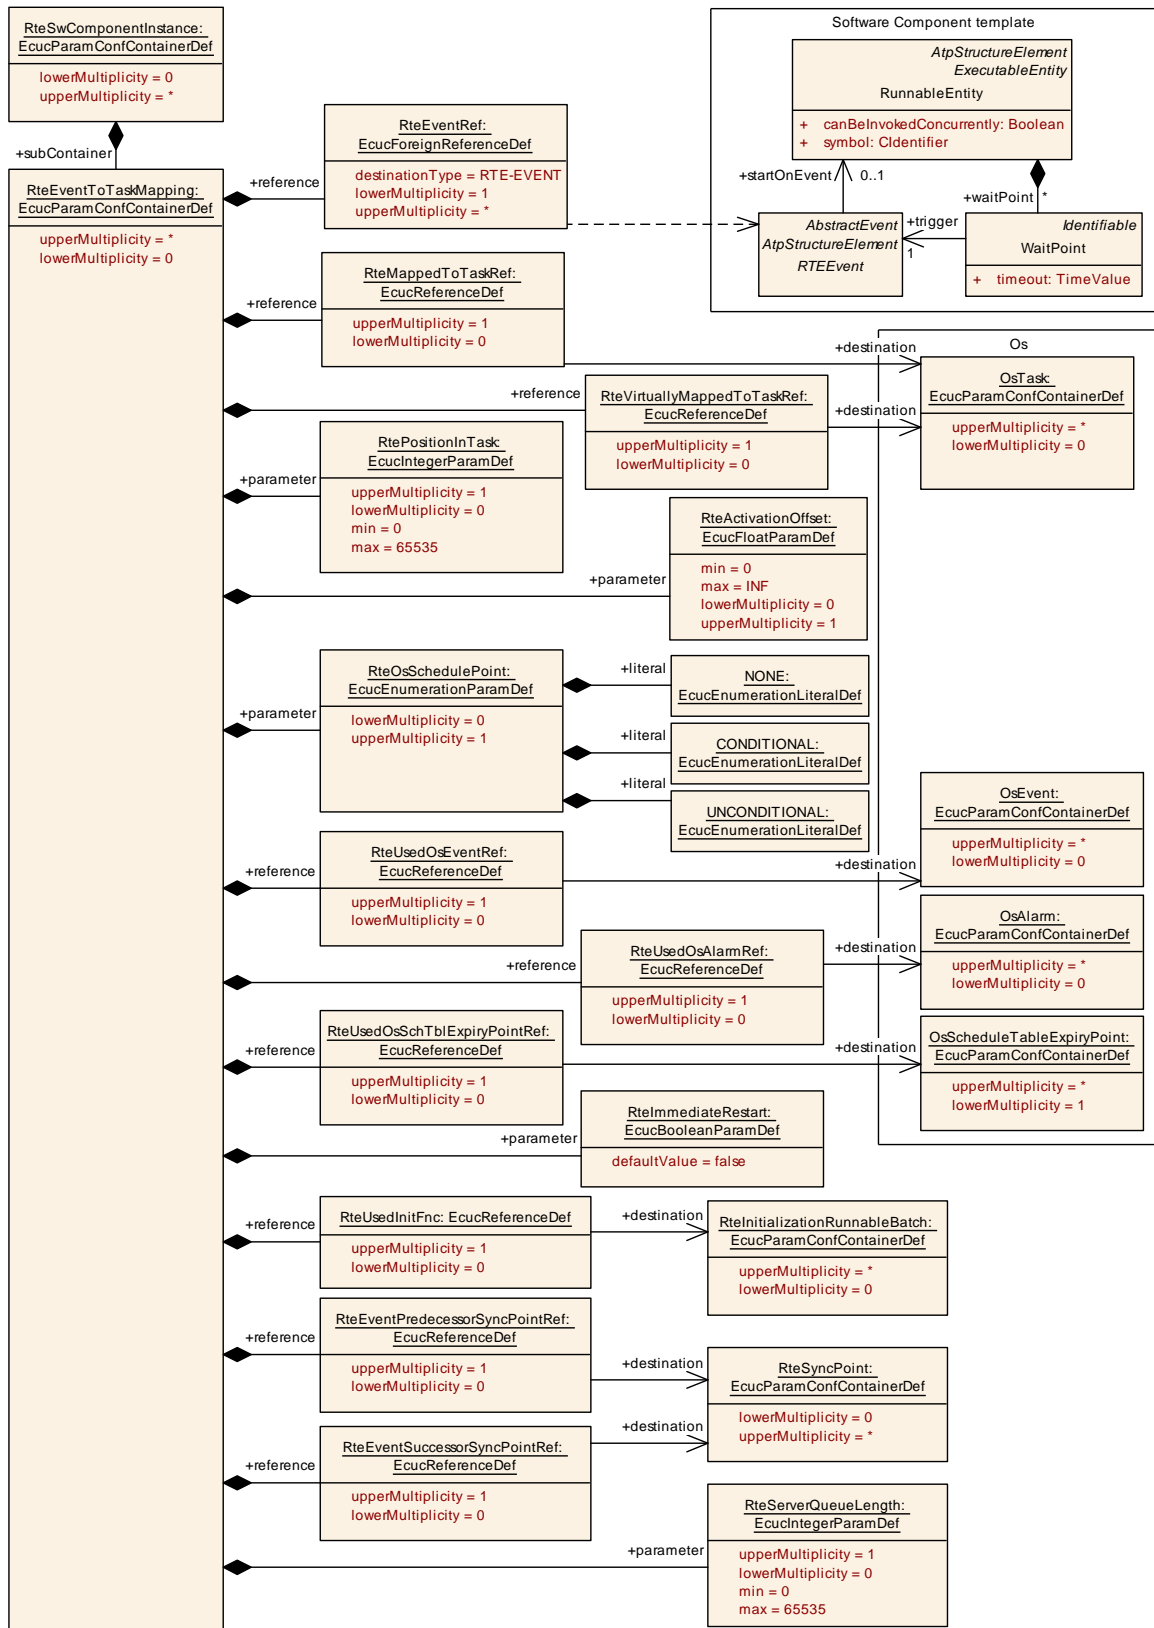 RteSwComponentInstance:
EcucParamConfContainerDef
lowerMultiplicity = 0
upperMultiplicity = *
+subContainer
RteEventToTaskMapping:
EcucParamConfContainerDef
upperMultiplicity = *
lowerMultiplicity = 0
+reference
RteEventRef:
EcucForeignReferenceDef
destinationType = RTE-EVENT
lowerMultiplicity = 1
upperMultiplicity = *
Software Component template
AtpStructureElement
ExecutableEntity
RunnableEntity
+ canBeInvokedConcurrently: Boolean
+ symbol: CIdentifier
+startOnEvent
0..1
+waitPoint
*
AbstractEvent
AtpStructureElement
RTEEvent
+trigger
1
Identifiable
WaitPoint
+ timeout: TimeValue
+reference
RteMappedToTaskRef:
EcucReferenceDef
upperMultiplicity = 1
lowerMultiplicity = 0
+destination
Os
OsTask:
EcucParamConfContainerDef
upperMultiplicity = *
lowerMultiplicity = 0
+reference
RteVirtuallyMappedToTaskRef:
EcucReferenceDef
upperMultiplicity = 1
lowerMultiplicity = 0
+destination
+parameter
RtePositionInTask:
EcucIntegerParamDef
upperMultiplicity = 1
lowerMultiplicity = 0
min = 0
max = 65535
+parameter
RteActivationOffset:
EcucFloatParamDef
min = 0
max = INF
lowerMultiplicity = 0
upperMultiplicity = 1
+parameter
RteOsSchedulePoint:
EcucEnumerationParamDef
lowerMultiplicity = 0
upperMultiplicity = 1
+literal
NONE:
EcucEnumerationLiteralDef
+literal
CONDITIONAL:
EcucEnumerationLiteralDef
+literal
UNCONDITIONAL:
EcucEnumerationLiteralDef
+reference
RteUsedOsEventRef:
EcucReferenceDef
upperMultiplicity = 1
lowerMultiplicity = 0
+destination
OsEvent:
EcucParamConfContainerDef
upperMultiplicity = *
lowerMultiplicity = 0
+reference
RteUsedOsAlarmRef:
EcucReferenceDef
upperMultiplicity = 1
lowerMultiplicity = 0
+destination
OsAlarm:
EcucParamConfContainerDef
upperMultiplicity = *
lowerMultiplicity = 0
+reference
RteUsedOsSchTblExpiryPointRef:
EcucReferenceDef
upperMultiplicity = 1
lowerMultiplicity = 0
+destination
OsScheduleTableExpiryPoint:
EcucParamConfContainerDef
upperMultiplicity = *
lowerMultiplicity = 1
+parameter
RteImmediateRestart:
EcucBooleanParamDef
defaultValue = false
+reference
RteUsedInitFnc: EcucReferenceDef
upperMultiplicity = 1
lowerMultiplicity = 0
+destination
RteInitializationRunnableBatch:
EcucParamConfContainerDef
upperMultiplicity = *
lowerMultiplicity = 0
+reference
RteEventPredecessorSyncPointRef:
EcucReferenceDef
upperMultiplicity = 1
lowerMultiplicity = 0
+destination
RteSyncPoint:
EcucParamConfContainerDef
lowerMultiplicity = 0
upperMultiplicity = *
+reference
RteEventSuccessorSyncPointRef:
EcucReferenceDef
upperMultiplicity = 1
lowerMultiplicity = 0
+destination
+parameter
RteServerQueueLength:
EcucIntegerParamDef
upperMultiplicity = 1
lowerMultiplicity = 0
min = 0
max = 65535